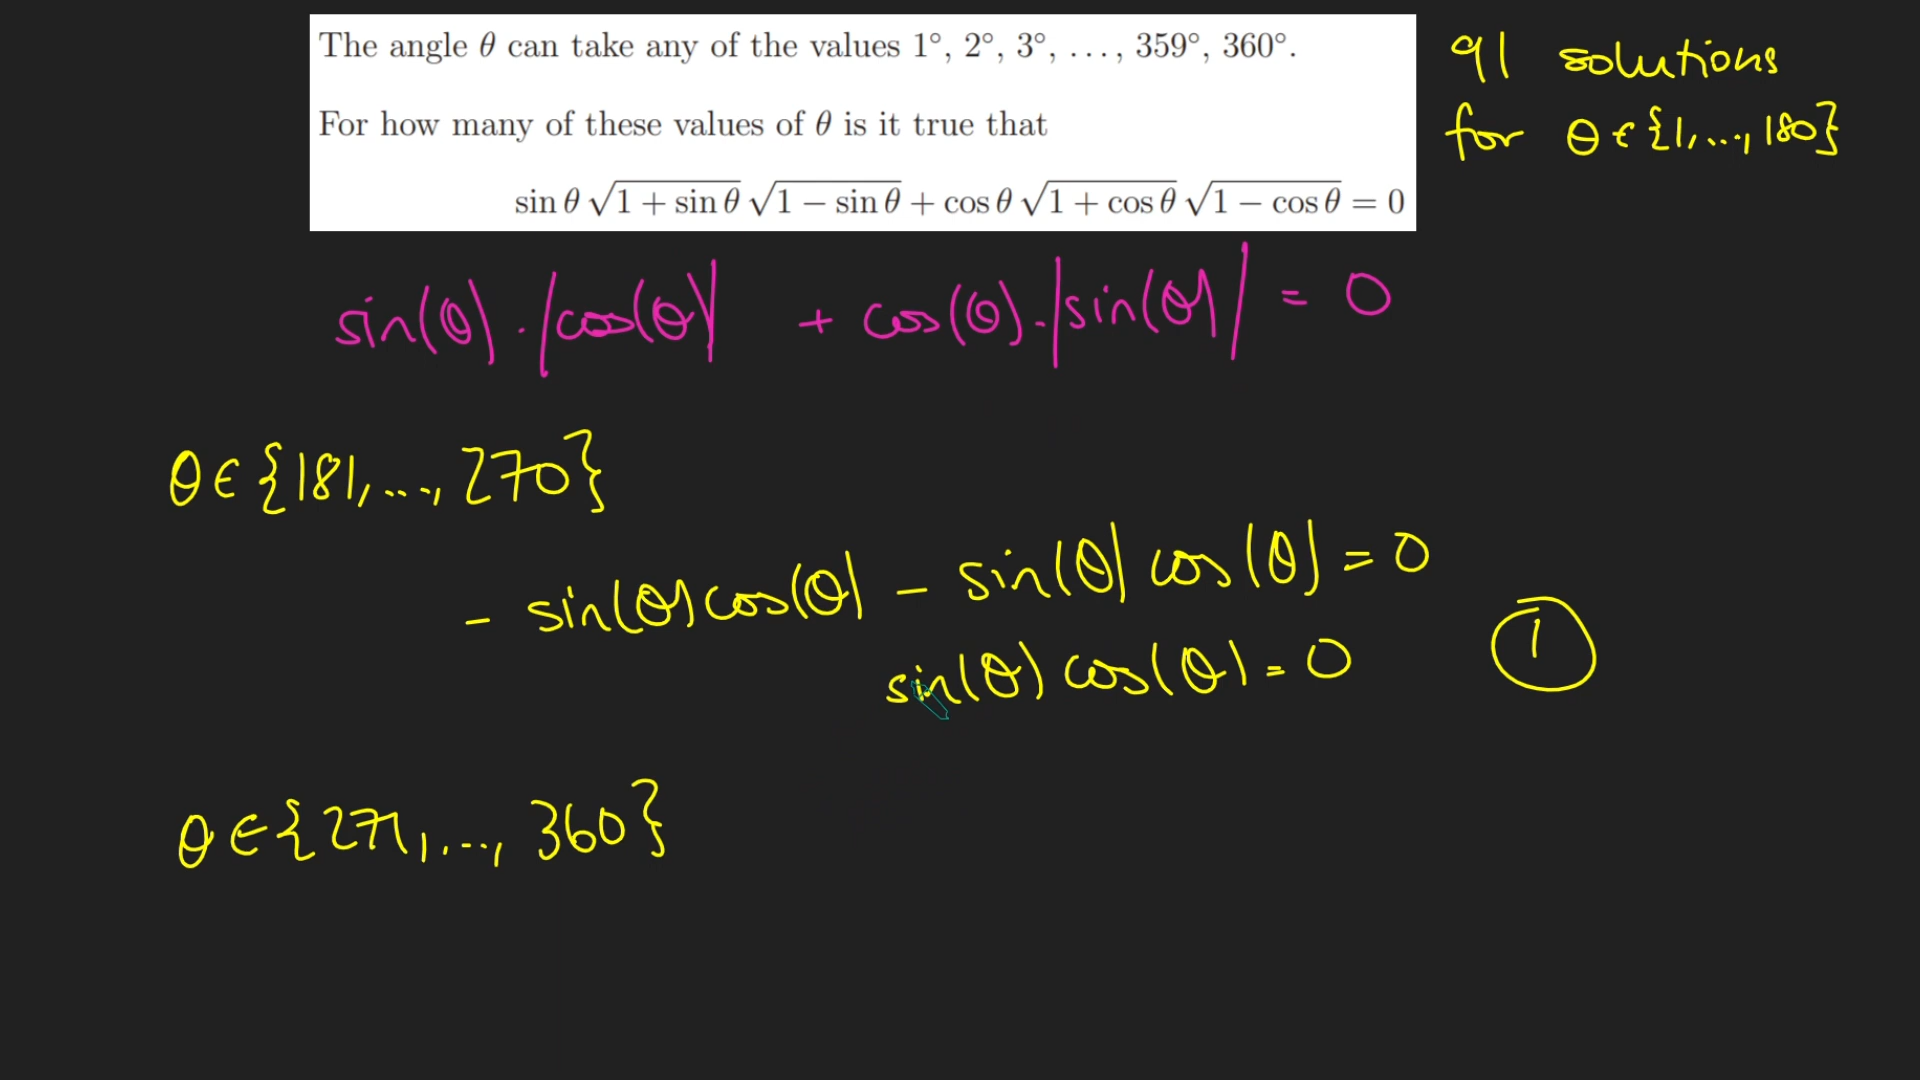 The angle θ can take any of the values 1°, 2°, 3°, ..., 359°, 360°.
For how many of these values of θ is it true that
sin θ √(1 + sin θ) √(1 − sin θ) + cos θ √(1 + cos θ) √(1 − cos θ) = 0
91 solutions
for θ ∈ {1, ..., 180}
sin(θ) · |cos(θ)| + cos(θ) · |sin(θ)| = 0
θ ∈ {181, ..., 270}
− sin(θ) cos(θ) − sin(θ) cos(θ) = 0
sin(θ) cos(θ) = 0
1
θ ∈ {271, ..., 360}